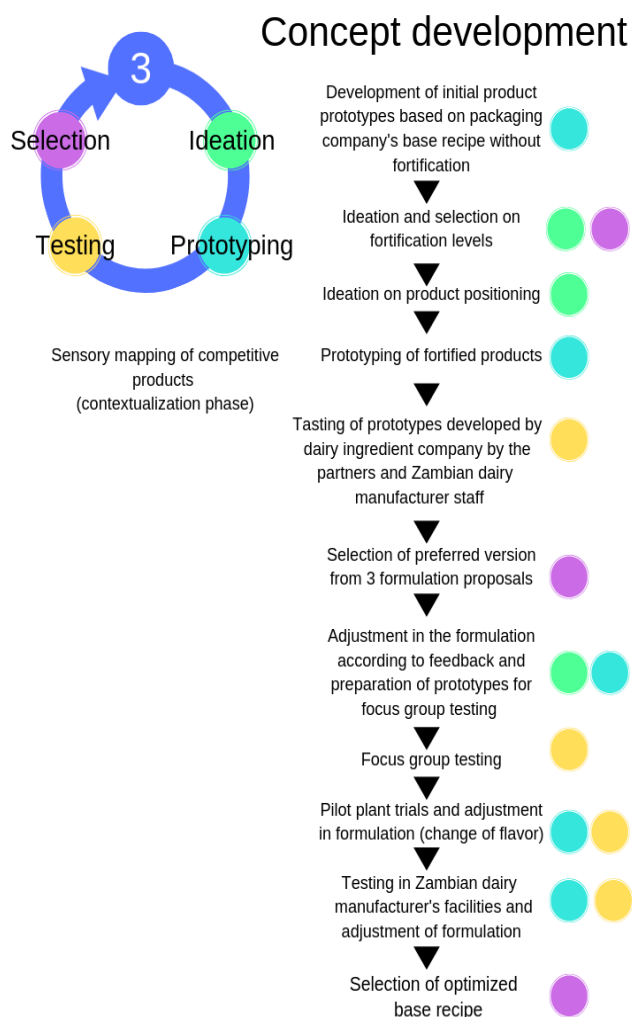 Concept development
3
Selection
Ideation
Testing
Prototyping
Sensory mapping of competitive
products
(contextualization phase)
Development of initial product
prototypes based on packaging
company's base recipe without
fortification
Ideation and selection on
fortification levels
Ideation on product positioning
Prototyping of fortified products
Tasting of prototypes developed by
dairy ingredient company by the
partners and Zambian dairy
manufacturer staff
Selection of preferred version
from 3 formulation proposals
Adjustment in the formulation
according to feedback and
preparation of prototypes for
focus group testing
Focus group testing
Pilot plant trials and adjustment
in formulation (change of flavor)
Testing in Zambian dairy
manufacturer's facilities and
adjustment of formulation
Selection of optimized
base recipe